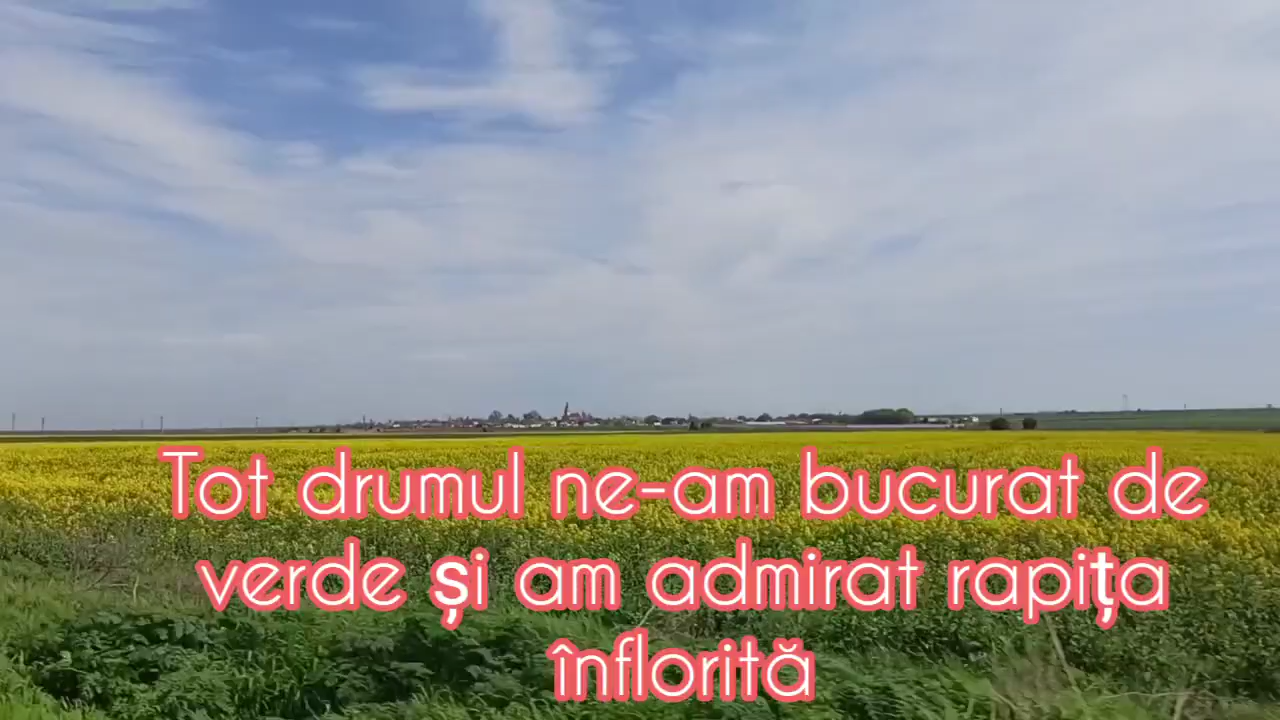 Tot drumul ne-am bucurat de
verde și am admirat rapița
înflorită